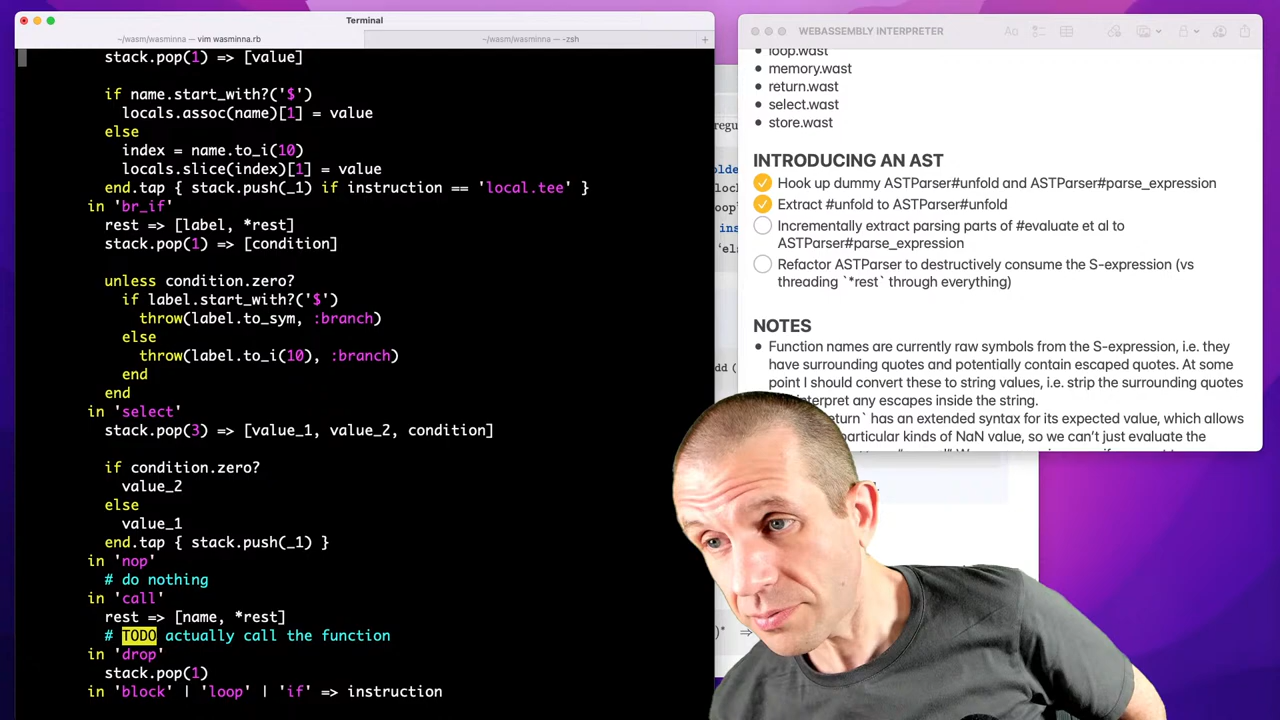 Terminal
~/wasm/wasminna — vim wasminna.rb
~/wasm/wasminna — -zsh
+
stack.pop(1) => [value]
if name.start_with?('$')
locals.assoc(name)[1] = value
else
index = name.to_i(10)
locals.slice(index)[1] = value
end.tap { stack.push(_1) if instruction == 'local.tee' }
in 'br_if'
rest => [label, *rest]
stack.pop(1) => [condition]
unless condition.zero?
if label.start_with?('$')
throw(label.to_sym, :branch)
else
throw(label.to_i(10), :branch)
end
end
in 'select'
stack.pop(3) => [value_1, value_2, condition]
if condition.zero?
value_2
else
value_1
end.tap { stack.push(_1) }
in 'nop'
# do nothing
in 'call'
rest => [name, *rest]
# TODO actually call the function
in 'drop'
stack.pop(1)
in 'block' | 'loop' | 'if' => instruction
WEBASSEMBLY INTERPRETER
Aa
loop.wast
• memory.wast
• return.wast
• select.wast
• store.wast
INTRODUCING AN AST
Hook up dummy ASTParser#unfold and ASTParser#parse_expression
Extract #unfold to ASTParser#unfold
Incrementally extract parsing parts of #evaluate et al to
ASTParser#parse_expression
Refactor ASTParser to destructively consume the S-expression (vs
threading `*rest` through everything)
NOTES
• Function names are currently raw symbols from the S-expression, i.e. they
have surrounding quotes and potentially contain escaped quotes. At some
point I should convert these to string values, i.e. strip the surrounding quotes
interpret any escapes inside the string.
has an extended syntax for its expected value, which allows
particular kinds of NaN value, so we can't just evaluate the
regu
olde
lock
oop'
ins
'els
dd (
)* ⇒